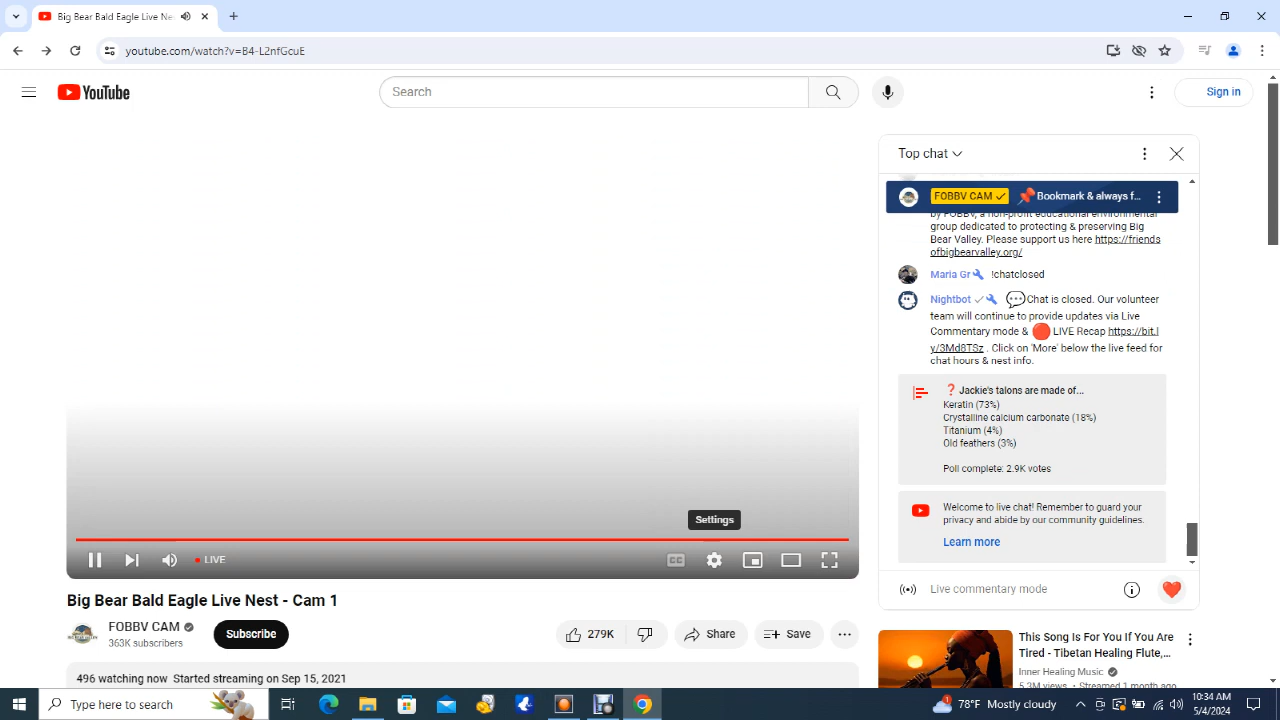 Big Bear Bald Eagle Live Ne
youtube.com/watch?v=B4-L2nfGcuE
YouTube
Search
Sign in
Top chat
FOBBV CAM 📌Bookmark & always f...
by FOBBV, a non-profit educational environmental
group dedicated to protecting & preserving Big
Bear Valley. Please support us here https://friends
ofbigbearvalley.org/
Maria Gr !chatclosed
Nightbot 💬Chat is closed. Our volunteer
team will continue to provide updates via Live
Commentary mode & 🔴 LIVE Recap https://bit.l
y/3Md8TSz . Click on 'More' below the live feed for
chat hours & nest info.
❓Jackie's talons are made of...
Keratin (73%)
Crystalline calcium carbonate (18%)
Titanium (4%)
Old feathers (3%)
Poll complete: 2.9K votes
Welcome to live chat! Remember to guard your
privacy and abide by our community guidelines.
Learn more
Live commentary mode
Settings
LIVE
CC
Big Bear Bald Eagle Live Nest - Cam 1
FOBBV CAM
363K subscribers
Subscribe
279K
Share
Save
496 watching now Started streaming on Sep 15, 2021
This Song Is For You If You Are
Tired - Tibetan Healing Flute,...
Inner Healing Music
5.3M views • Streamed 1 month ago
Type here to search
78°F Mostly cloudy
10:34 AM
5/4/2024